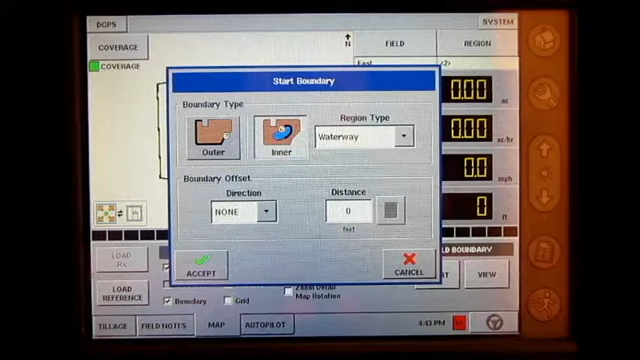 DGPS
SYSTEM
COVERAGE
N
FIELD
REGION
COVERAGE
East
<2>
Start Boundary
Boundary Type
Outer
Inner
Region Type
Waterway
0.00 ac
0.00 ac/hr
0.0 mph
0 ft
Boundary Offset
Direction
NONE
Distance
0
feet
LOAD
Rx
BOUNDARY
ACCEPT
CANCEL
VIEW
LOAD
REFERENCE
Boundary
Grid
Zoom Detail
Map Rotation
TILLAGE
FIELD NOTES
MAP
AUTOPILOT
4:43 PM